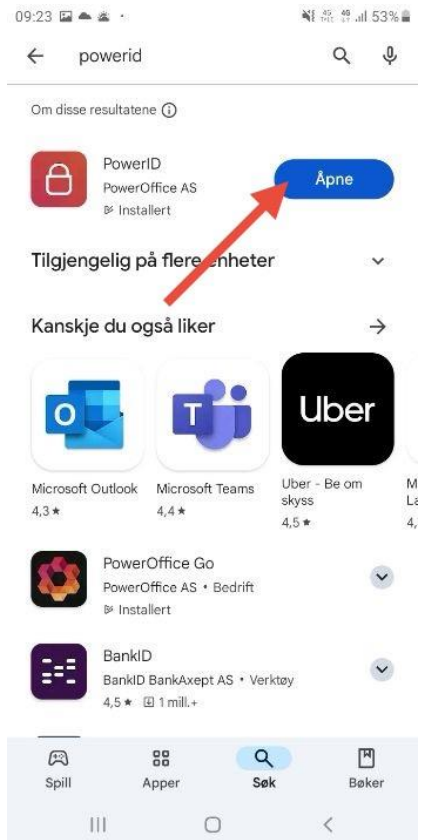 09:23
53%
powerid
Om disse resultatene
PowerID
PowerOffice AS
Installert
Åpne
Tilgjengelig på flere enheter
Kanskje du også liker
Uber
Microsoft Outlook
4,3★
Microsoft Teams
4,4★
Uber - Be om
skyss
4,5★
PowerOffice Go
PowerOffice AS • Bedrift
Installert
BankID
BankID BankAxept AS • Verktøy
4,5★ 1 mill.+
Spill
Apper
Søk
Bøker